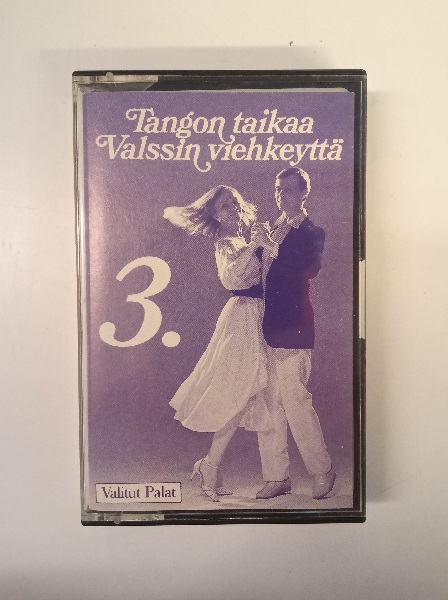 Tangon taikaa
Valssin viehkeyttä
3.
Valitut Palat